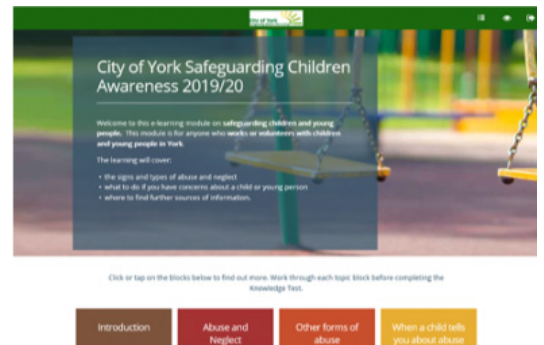 City of York
City of York Safeguarding Children
Awareness 2019/20
Welcome to this e-learning module on safeguarding children and young
people. This module is for anyone who works or volunteers with children
and young people in York.
The learning will cover:
• the signs and types of abuse and neglect
• what to do if you have concerns about a child or young person
• where to find further sources of information.
Click or tap on the blocks below to find out more. Work through each topic block before completing the
Knowledge Test.
Introduction
Abuse and
Neglect
Other forms of
abuse
When a child tells
you about abuse